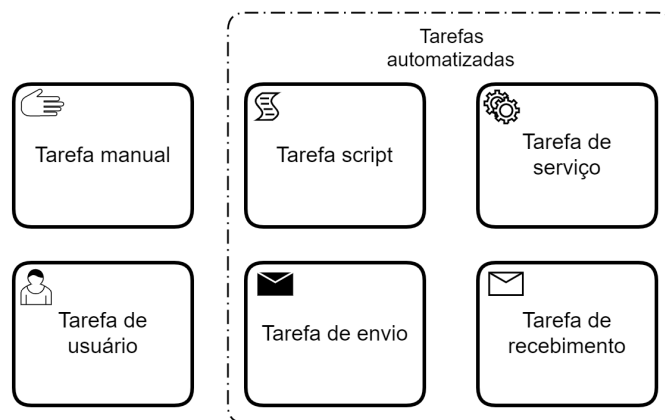 Tarefas
automatizadas
Tarefa manual
Tarefa script
Tarefa de
serviço
Tarefa de
usuário
Tarefa de envio
Tarefa de
recebimento